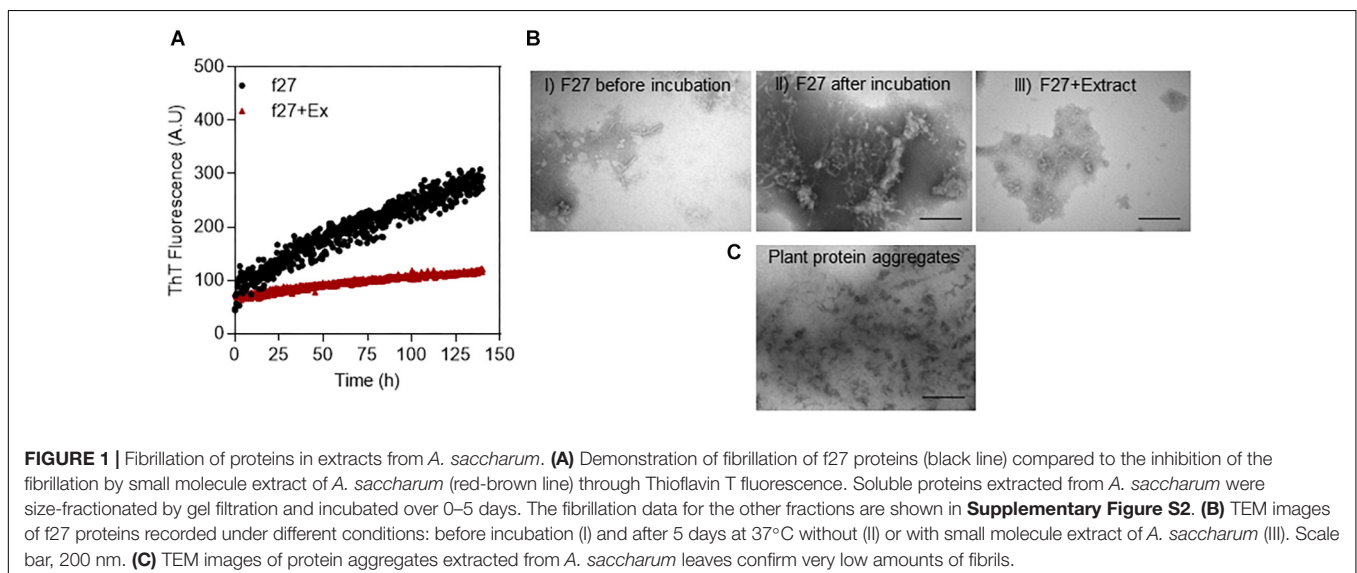 A
500
400
300
200
100
0
ThT Fluorescence (A.U)
f27
f27+Ex
0 25 50 75 100 125 150
Time (h)
B
I) F27 before incubation
II) F27 after incubation
III) F27+Extract
C
Plant protein aggregates
FIGURE 1 | Fibrillation of proteins in extracts from A. saccharum. (A) Demonstration of fibrillation of f27 proteins (black line) compared to the inhibition of the
fibrillation by small molecule extract of A. saccharum (red-brown line) through Thioflavin T fluorescence. Soluble proteins extracted from A. saccharum were
size-fractionated by gel filtration and incubated over 0–5 days. The fibrillation data for the other fractions are shown in Supplementary Figure S2. (B) TEM images
of f27 proteins recorded under different conditions: before incubation (I) and after 5 days at 37°C without (II) or with small molecule extract of A. saccharum (III). Scale
bar, 200 nm. (C) TEM images of protein aggregates extracted from A. saccharum leaves confirm very low amounts of fibrils.